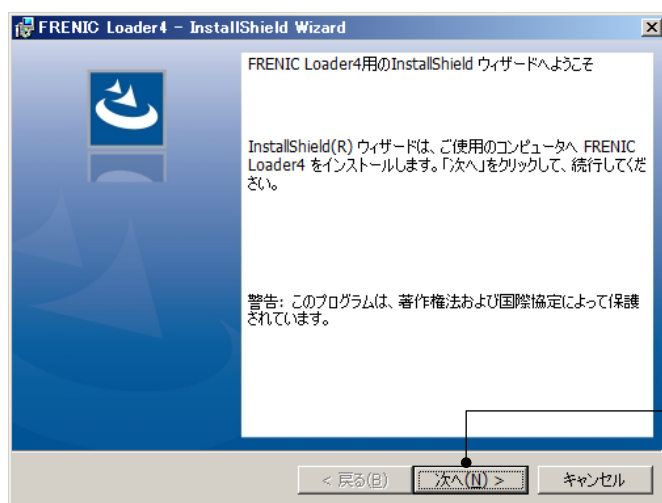 FRENIC Loader4 - InstallShield Wizard
FRENIC Loader4用のInstallShield ウィザードへようこそ
InstallShield(R) ウィザードは、ご使用のコンピュータへ FRENIC
Loader4 をインストールします。「次へ」をクリックして、続行してくだ
さい。
警告: このプログラムは、著作権法および国際協定によって保護
されています。
< 戻る(B)
次へ(N) >
キャンセル